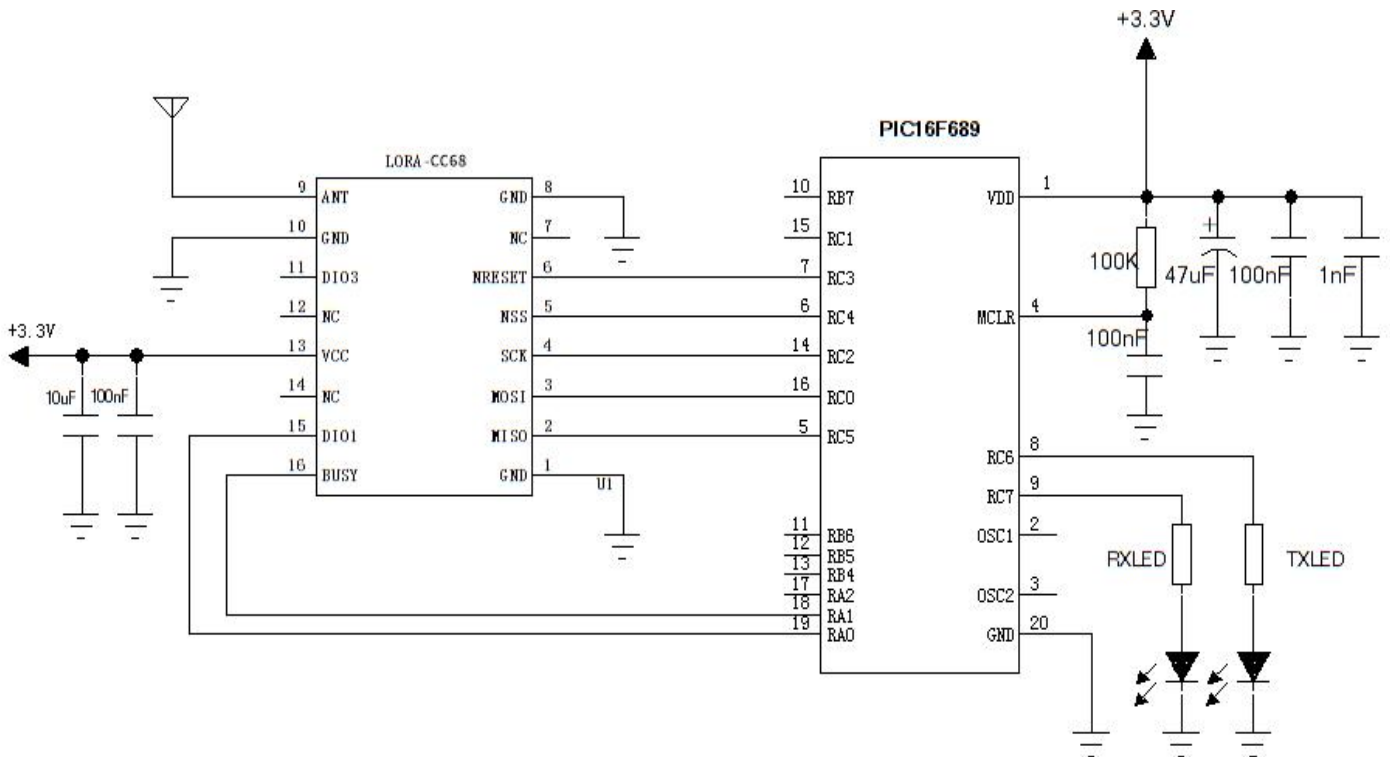 +3.3V
PIC16F689
LORA-CC68
9 ANT GND 8
10 GND NC 7
11 DIO3 NRESET 6
12 NC NSS 5
13 VCC SCK 4
14 NC MOSI 3
15 DIO1 MISO 2
16 BUSY GND 1
U1
+3.3V
10uF 100nF
10 RB7 VDD 1
15 RC1
7 RC3
6 RC4 MCLR 4
14 RC2
16 RC0
5 RC5
RC6 8
RC7 9
11 RB6 OSC1 2
12 RB5
13 RB4
17 RA2 OSC2 3
18 RA1
19 RA0 GND 20
100K 47uF 100nF 1nF
+
100nF
RXLED TXLED